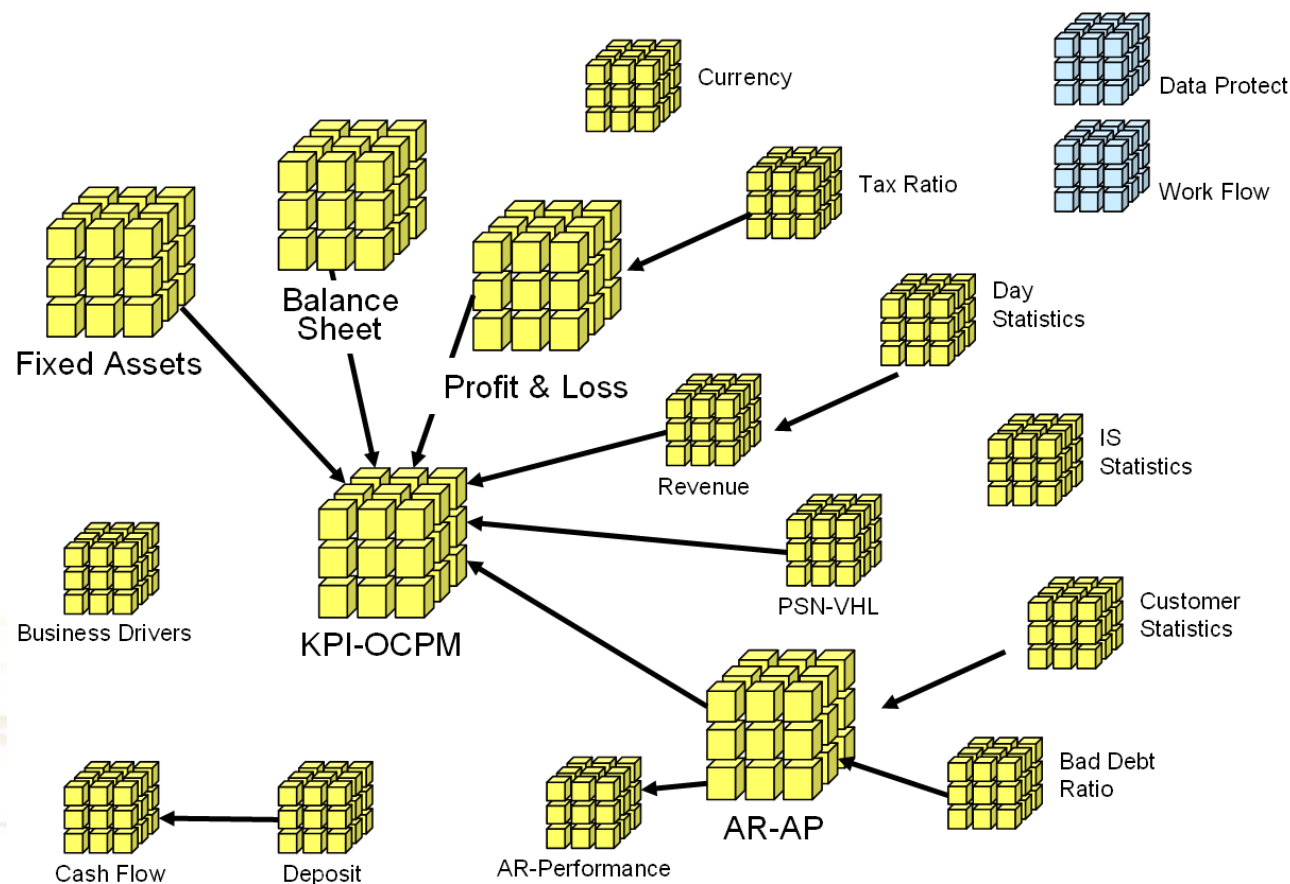 Currency
Data Protect
Tax Ratio
Work Flow
Balance
Sheet
Day
Statistics
Fixed Assets
Profit & Loss
IS
Statistics
Revenue
PSN-VHL
Customer
Statistics
Business Drivers
KPI-OCPM
Bad Debt
Ratio
AR-AP
Cash Flow
Deposit
AR-Performance